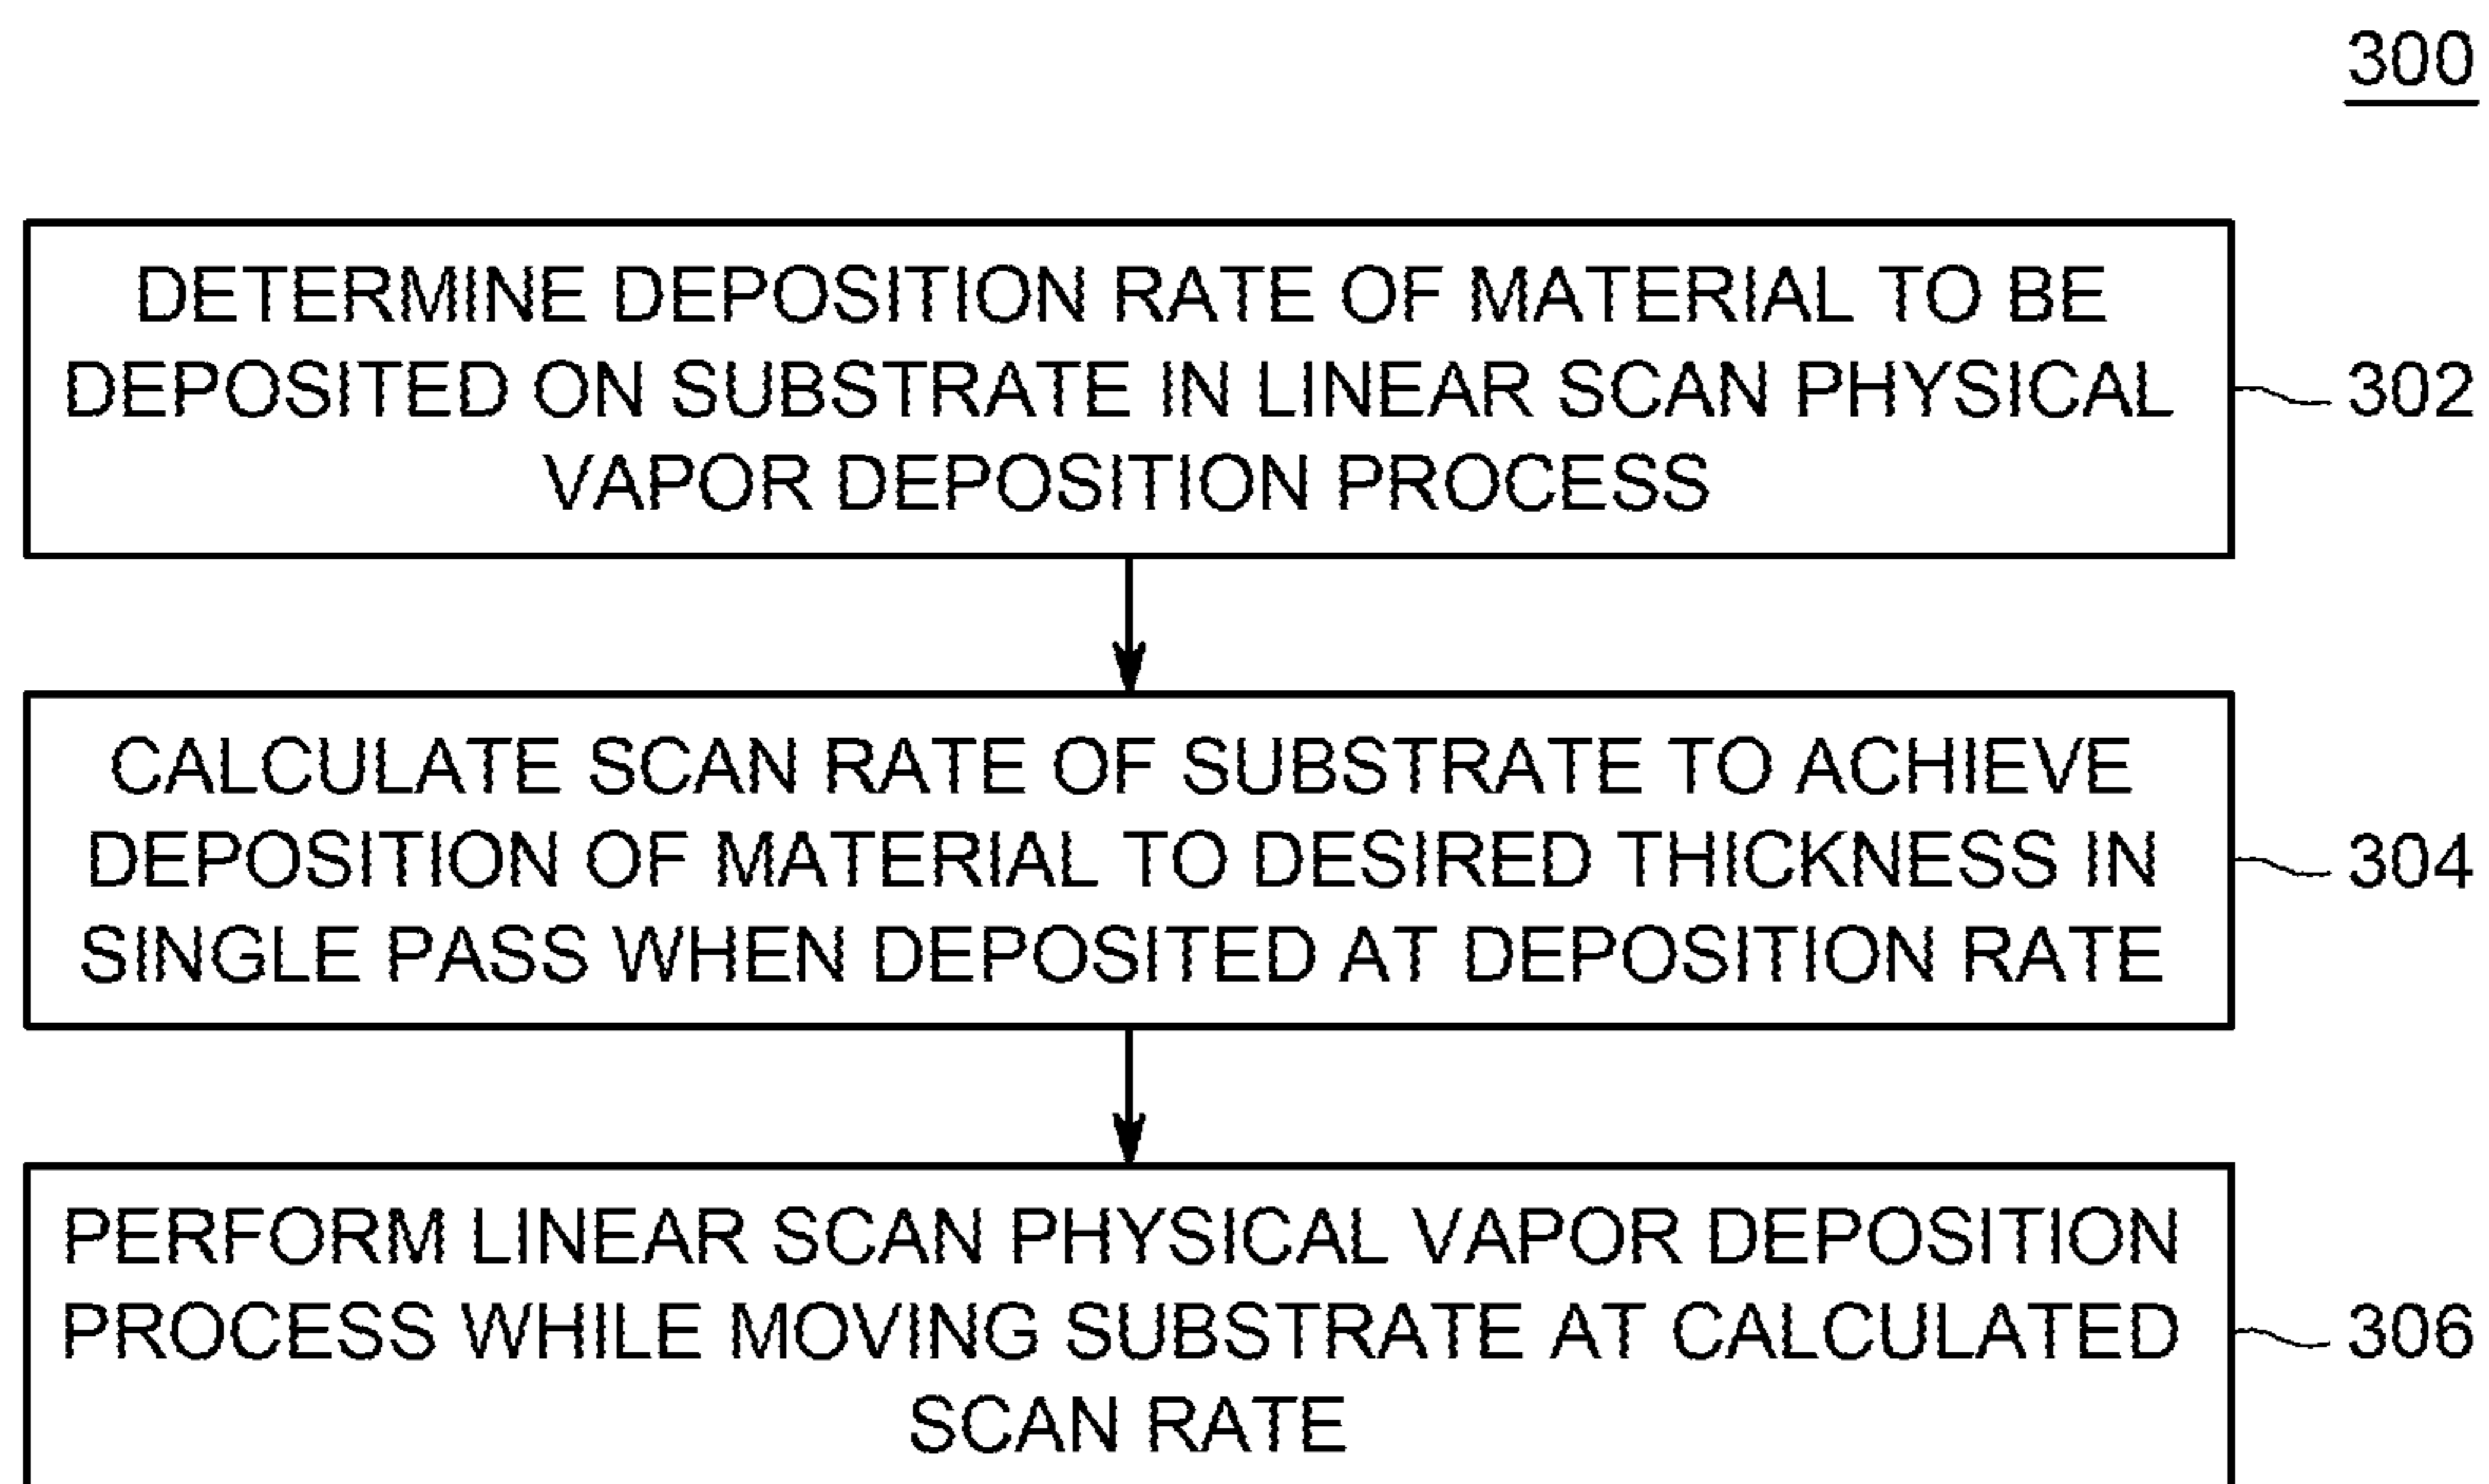 300
DETERMINE DEPOSITION RATE OF MATERIAL TO BE
DEPOSITED ON SUBSTRATE IN LINEAR SCAN PHYSICAL
VAPOR DEPOSITION PROCESS
302
CALCULATE SCAN RATE OF SUBSTRATE TO ACHIEVE
DEPOSITION OF MATERIAL TO DESIRED THICKNESS IN
SINGLE PASS WHEN DEPOSITED AT DEPOSITION RATE
304
PERFORM LINEAR SCAN PHYSICAL VAPOR DEPOSITION
PROCESS WHILE MOVING SUBSTRATE AT CALCULATED
SCAN RATE
306